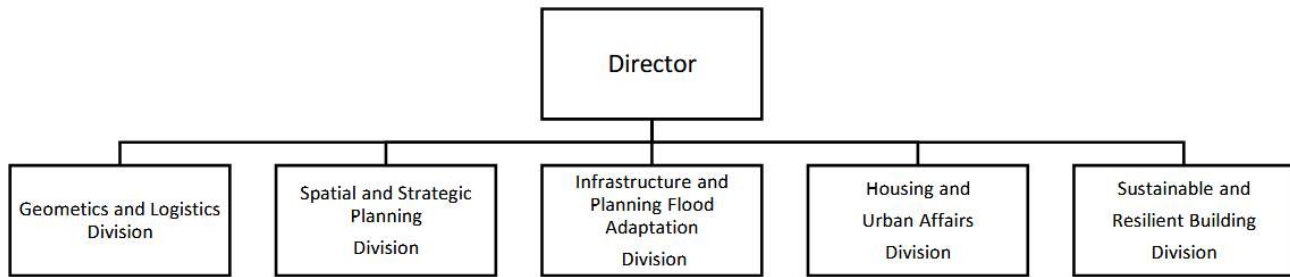 Director
Geometics and Logistics
Division
Spatial and Strategic
Planning
Division
Infrastructure and
Planning Flood
Adaptation
Division
Housing and
Urban Affairs
Division
Sustainable and
Resilient Building
Division